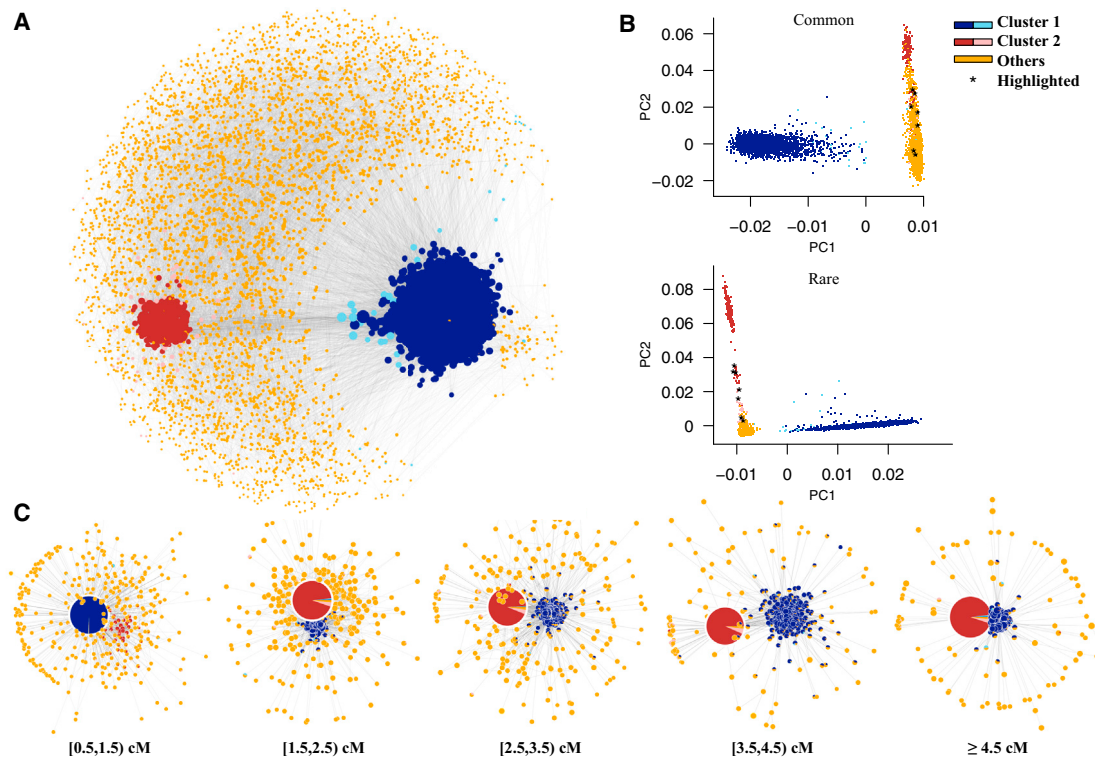 A
B
Common
0.06
0.04
0.02
0
−0.02
PC2
−0.02
−0.01
0
0.01
PC1
Cluster 1
Cluster 2
Others
* Highlighted
Rare
0.08
0.06
0.04
0.02
0
PC2
−0.01
0
0.01
0.02
PC1
C
[0.5,1.5) cM
[1.5,2.5) cM
[2.5,3.5) cM
[3.5,4.5) cM
≥ 4.5 cM